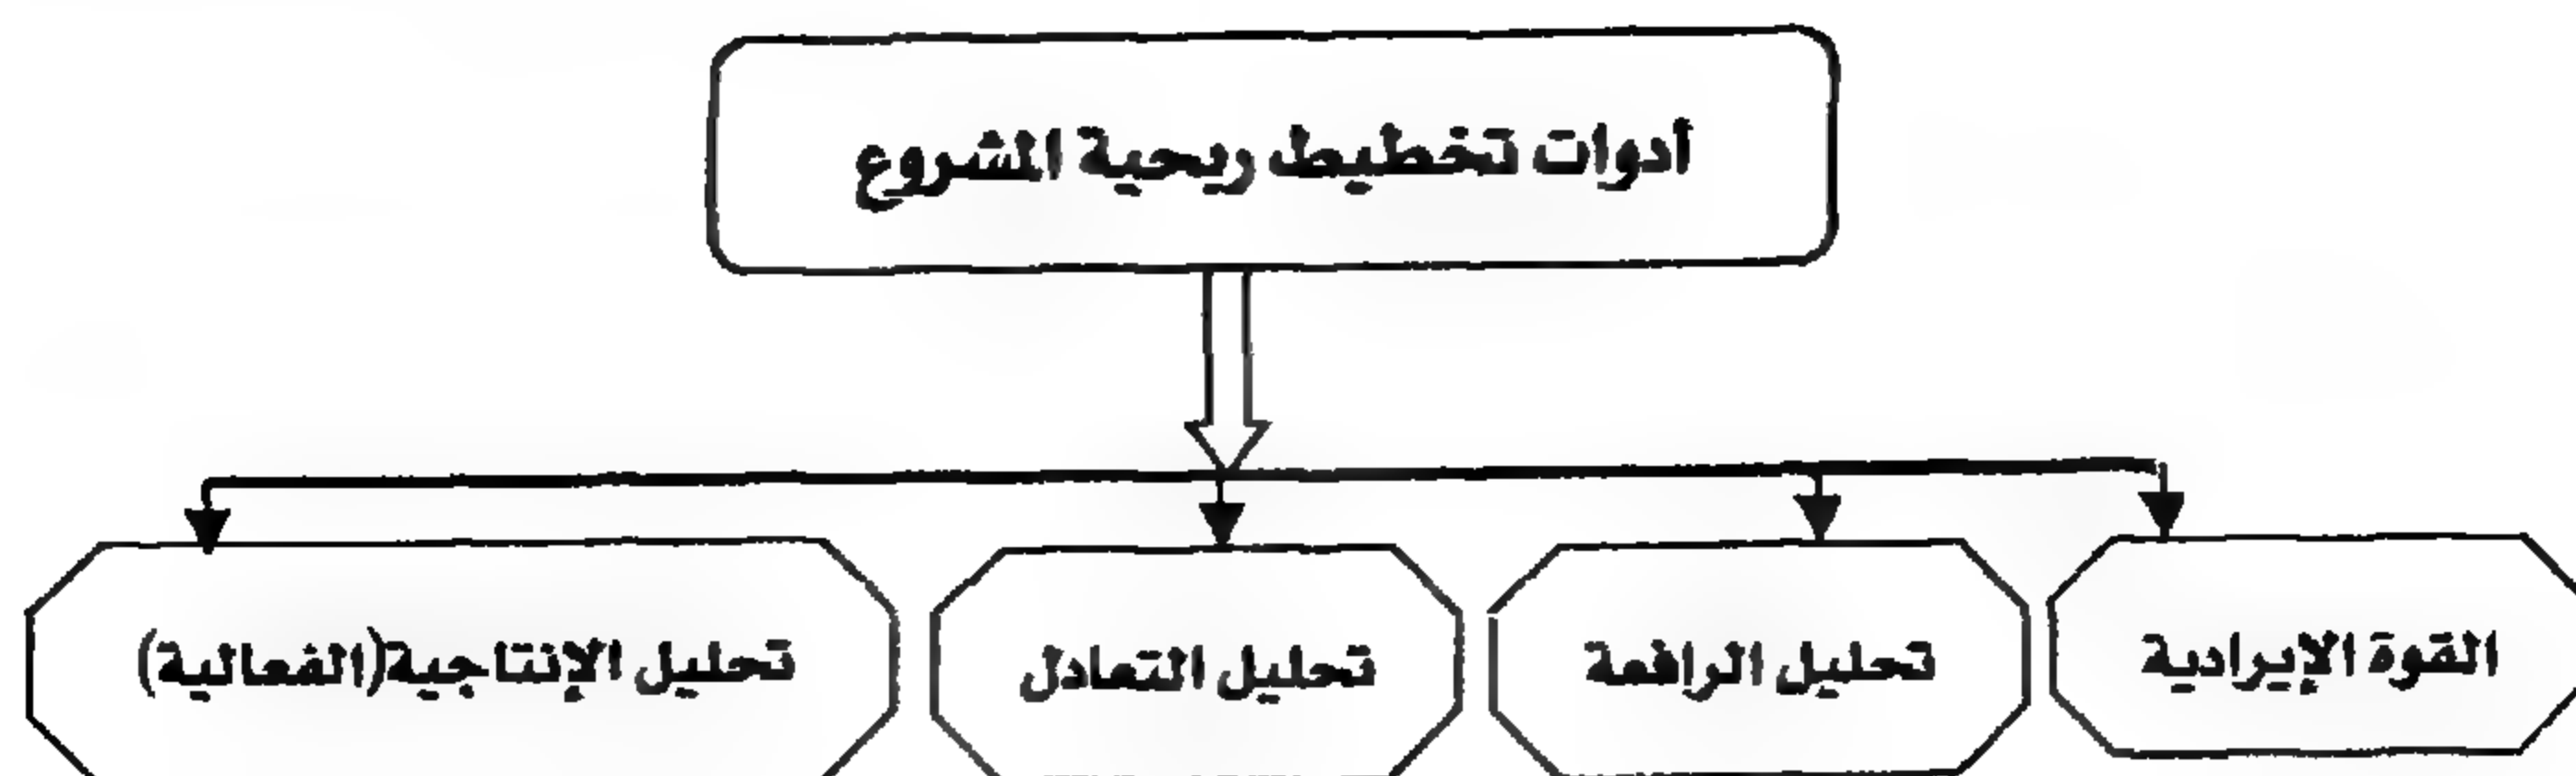 أدوات تخطيط ربحية المشروع
القوة الإيرادية
تحليل الرافعة
تحليل التعادل
تحليل الإنتاجية(الفعالية)